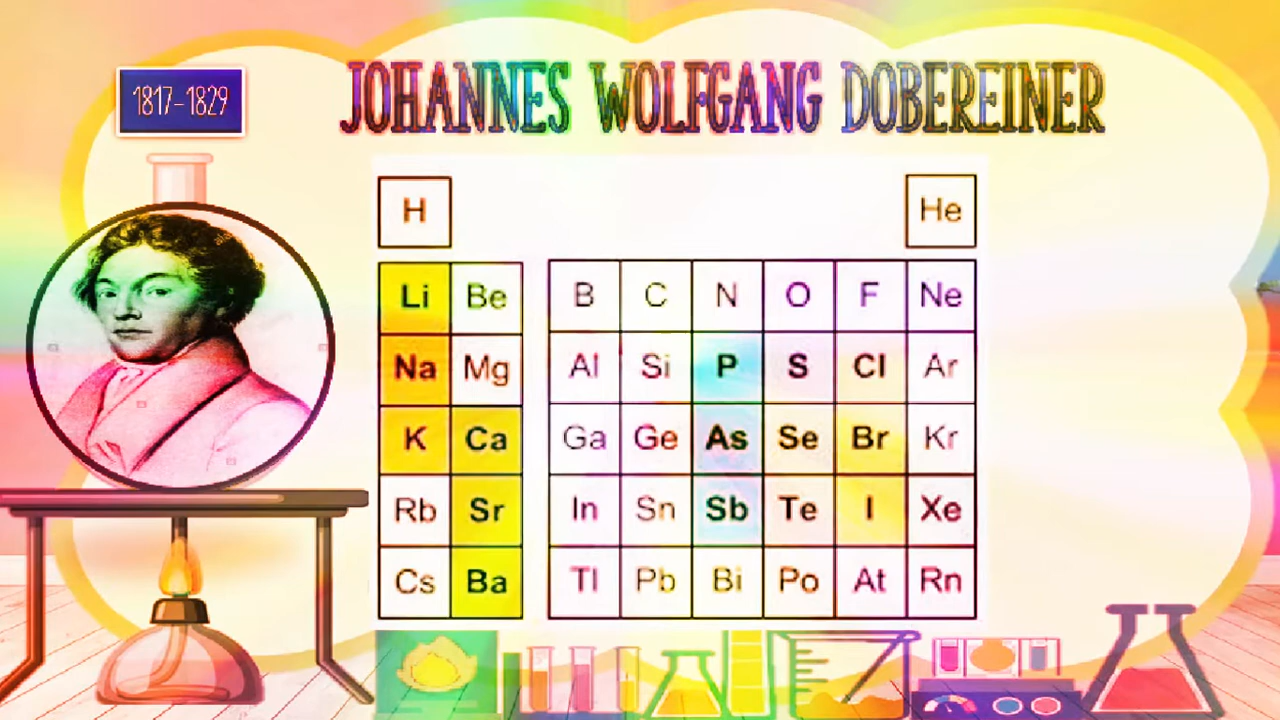 1817-1829
JOHANNES WOLFGANG DOBEREINER
H He
Li Be B C N O F Ne
Na Mg Al Si P S Cl Ar
K Ca Ga Ge As Se Br Kr
Rb Sr In Sn Sb Te I Xe
Cs Ba Tl Pb Bi Po At Rn